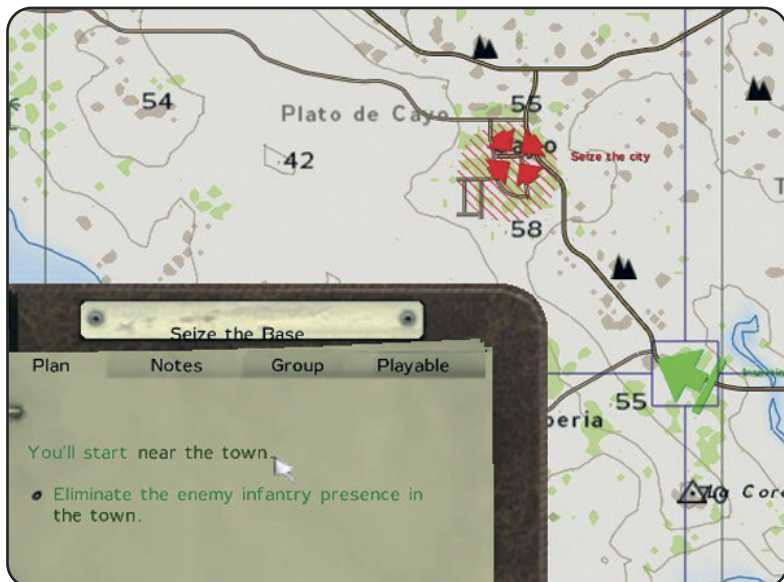 54
55
Plato de Cayo
42
Seize the city
58
Seize the Base
Plan Notes Group Playable
55
You'll start near the town.
Eliminate the enemy infantry presence in
the town.